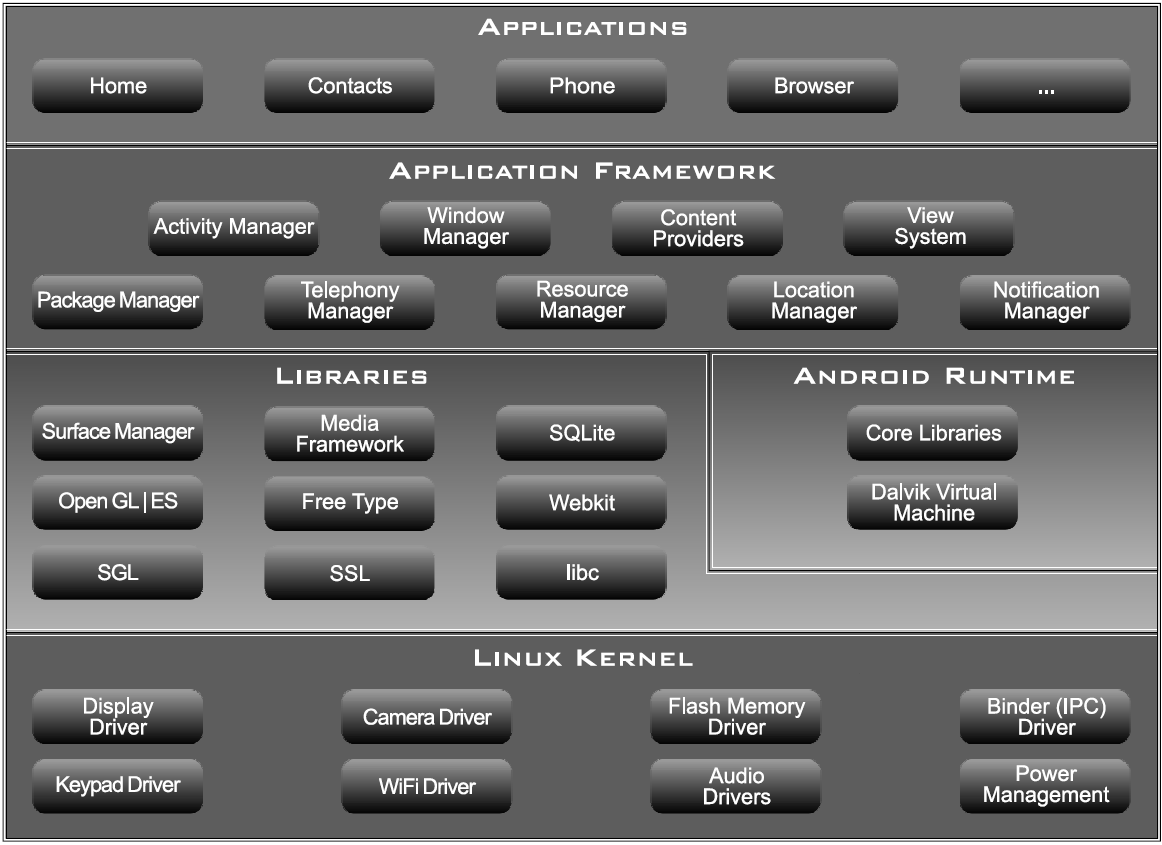 APPLICATIONS
Home
Contacts
Phone
Browser
...
APPLICATION FRAMEWORK
Activity Manager
Window
Manager
Content
Providers
View
System
Package Manager
Telephony
Manager
Resource
Manager
Location
Manager
Notification
Manager
LIBRARIES
Surface Manager
Media
Framework
SQLite
Open GL|ES
Free Type
Webkit
SGL
SSL
libc
ANDROID RUNTIME
Core Libraries
Dalvik Virtual
Machine
LINUX KERNEL
Display
Driver
Camera Driver
Flash Memory
Driver
Binder (IPC)
Driver
Keypad Driver
WiFi Driver
Audio
Drivers
Power
Management